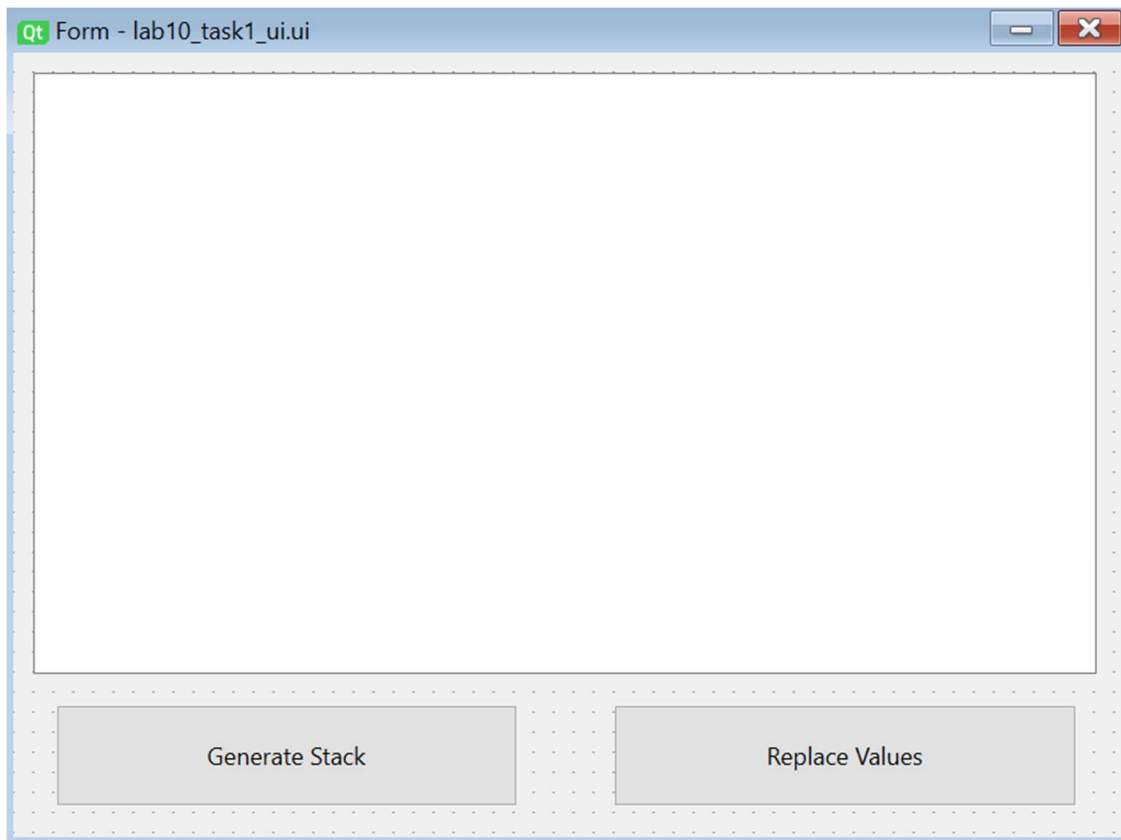 Qt Form - lab10_task1_ui.ui
Generate Stack
Replace Values